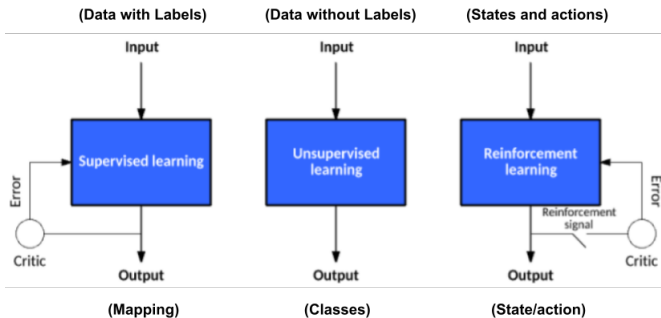 (Data with Labels)
(Data without Labels)
(States and actions)
Input
Input
Input
Supervised learning
Unsupervised
learning
Reinforcement
learning
Error
Error
Reinforcement
signal
Critic
Critic
Output
Output
Output
(Mapping)
(Classes)
(State/action)